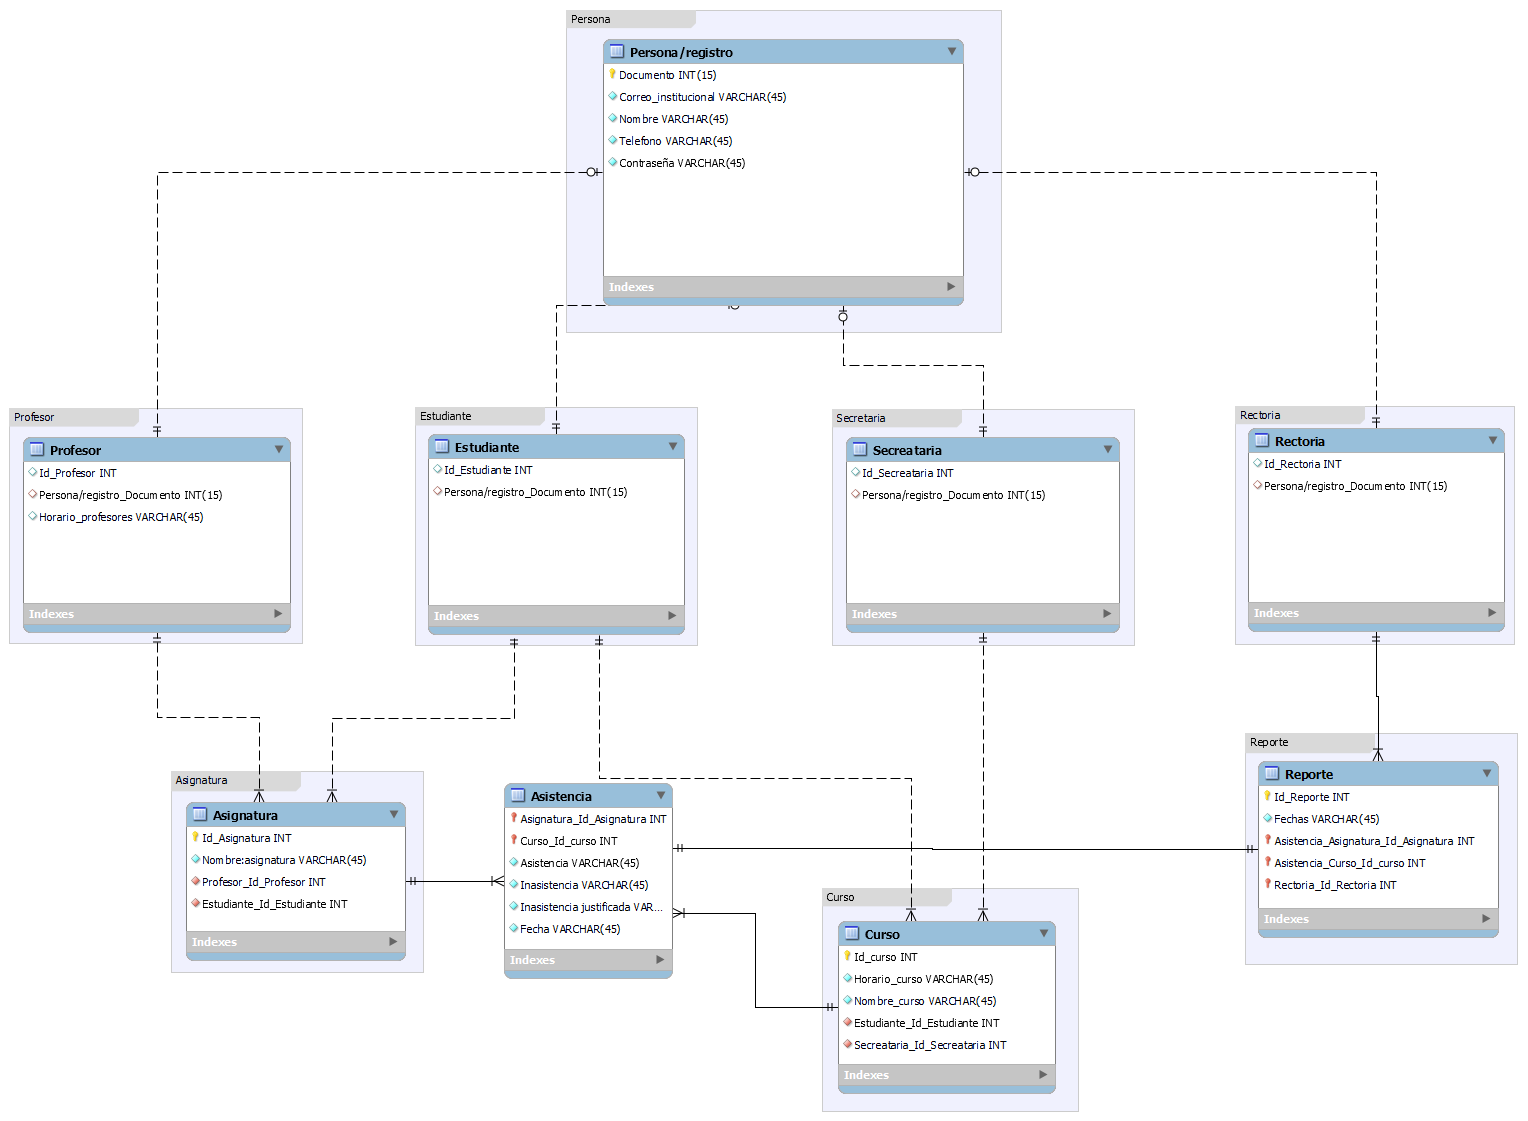 Persona
Persona/registro
Documento INT(15)
Correo_institucional VARCHAR(45)
Nombre VARCHAR(45)
Telefono VARCHAR(45)
Contraseña VARCHAR(45)
Indexes
Profesor
Profesor
Id_Profesor INT
Persona/registro_Documento INT(15)
Horario_profesores VARCHAR(45)
Indexes
Estudiante
Estudiante
Id_Estudiante INT
Persona/registro_Documento INT(15)
Indexes
Secretaria
Secreataria
Id_Secreataria INT
Persona/registro_Documento INT(15)
Indexes
Rectoria
Rectoria
Id_Rectoria INT
Persona/registro_Documento INT(15)
Indexes
Asignatura
Asignatura
Id_Asignatura INT
Nombre:asignatura VARCHAR(45)
Profesor_Id_Profesor INT
Estudiante_Id_Estudiante INT
Indexes
Asistencia
Asignatura_Id_Asignatura INT
Curso_Id_curso INT
Asistencia VARCHAR(45)
Inasistencia VARCHAR(45)
Inasistencia justificada VAR...
Fecha VARCHAR(45)
Indexes
Curso
Curso
Id_curso INT
Horario_curso VARCHAR(45)
Nombre_curso VARCHAR(45)
Estudiante_Id_Estudiante INT
Secreataria_Id_Secreataria INT
Indexes
Reporte
Reporte
Id_Reporte INT
Fechas VARCHAR(45)
Asistencia_Asignatura_Id_Asignatura INT
Asistencia_Curso_Id_curso INT
Rectoria_Id_Rectoria INT
Indexes